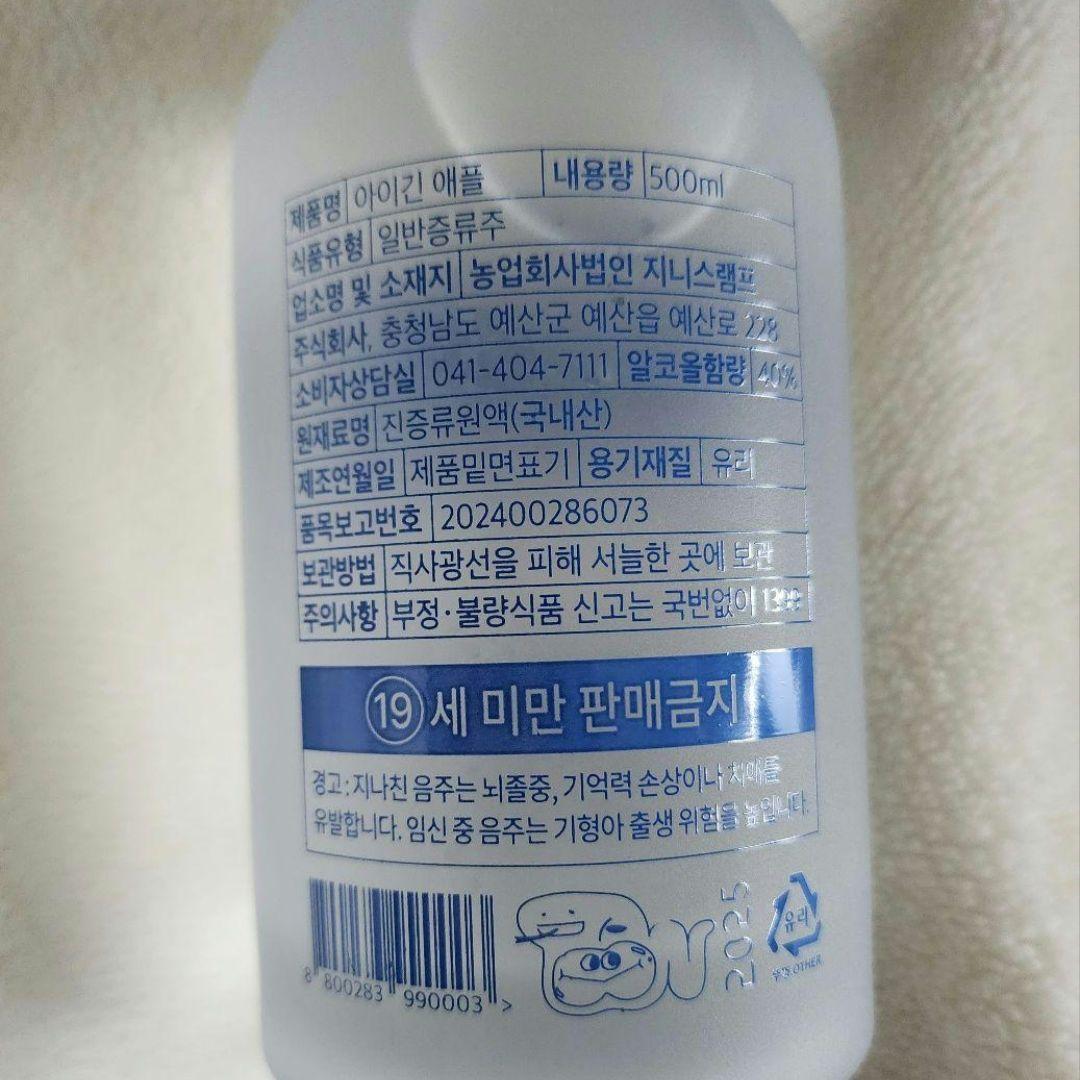 제품명 아이긴 애플 내용량 500ml
식품유형 일반증류주
업소명 및 소재지 농업회사법인 지니스램프
주식회사, 충청남도 예산군 예산읍 예산로 228
소비자상담실 041-404-7111 알코올함량 40%
원재료명 진증류원액(국내산)
제조연월일 제품밑면표기 용기재질 유리
품목보고번호 202400286073
보관방법 직사광선을 피해 서늘한 곳에 보관
주의사항 부정·불량식품 신고는 국번없이 1399
19세 미만 판매금지
경고 : 지나친 음주는 뇌졸중, 기억력 손상이나 치매를
유발합니다. 임신 중 음주는 기형아 출생 위험을 높입니다.
8 800283 990003 >
2025
유리
OTHER